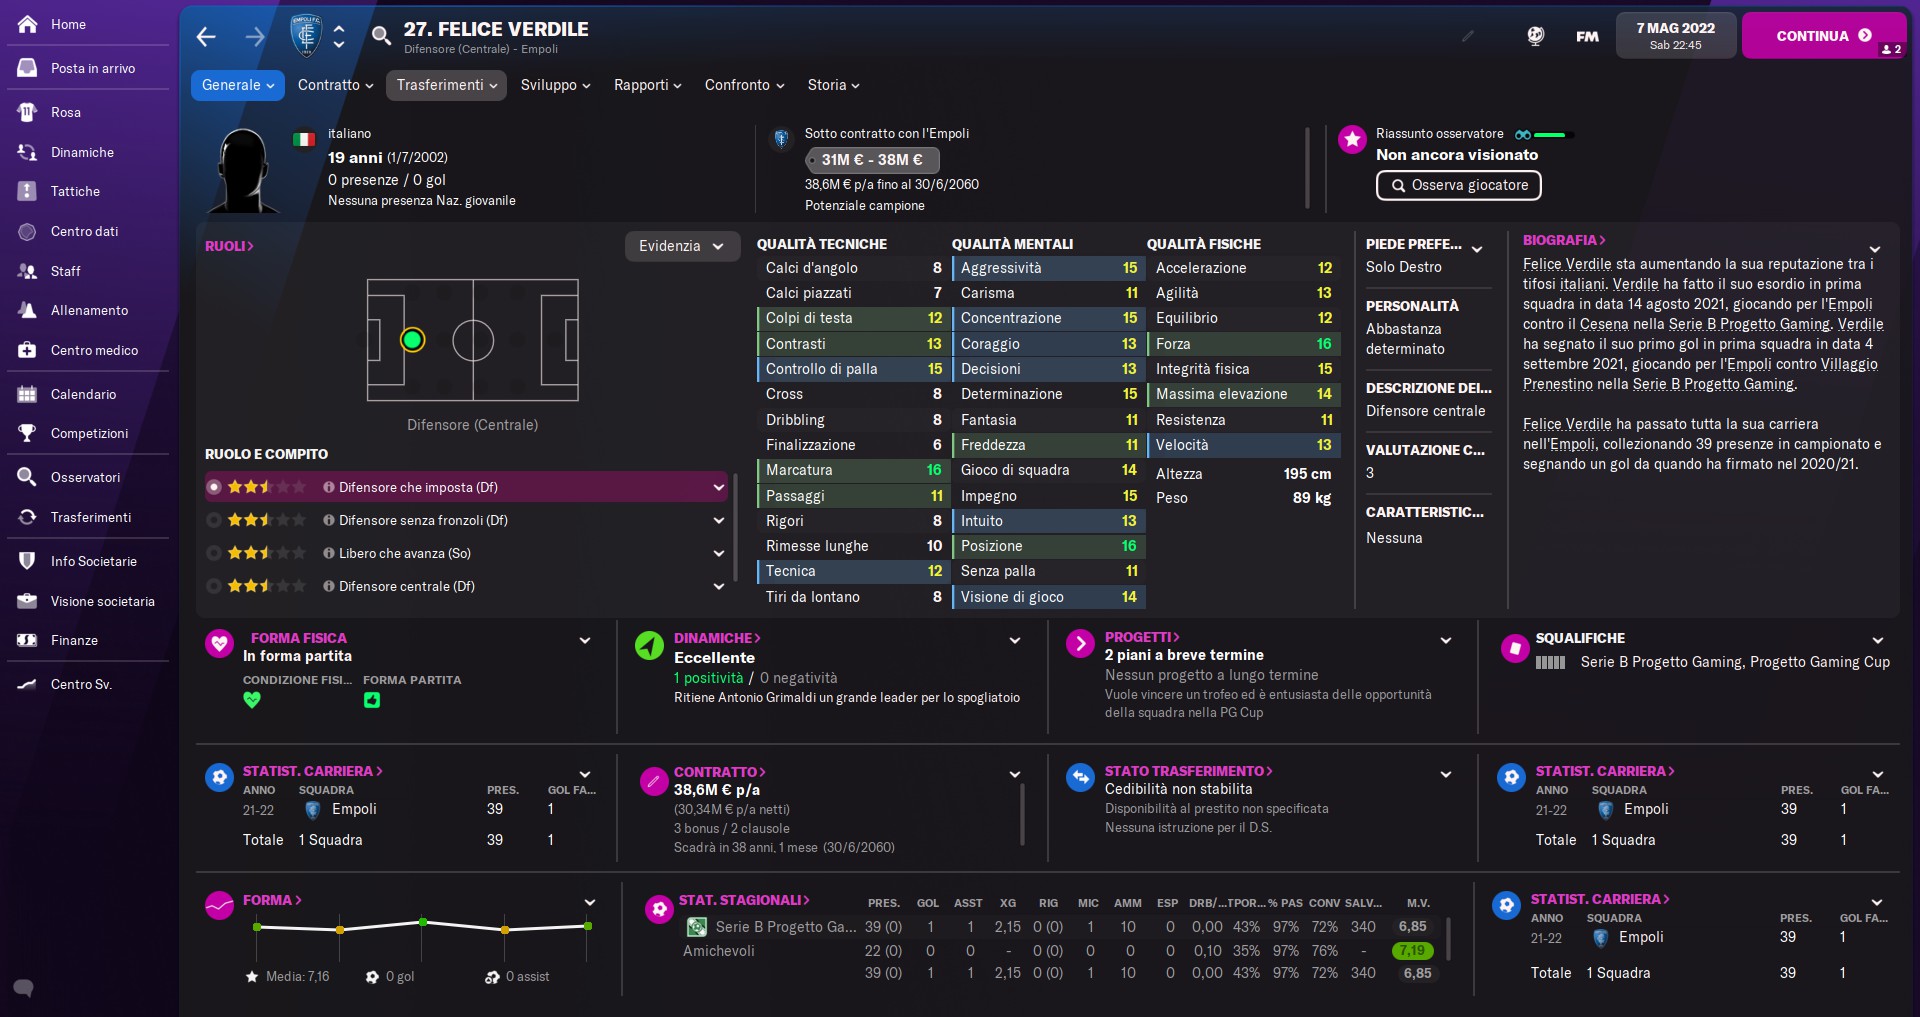 Home
Posta in arrivo
Rosa
Dinamiche
Tattiche
Centro dati
Staff
Allenamento
Centro medico
Calendario
Competizioni
Osservatori
Trasferimenti
Info Societarie
Visione societaria
Finanze
Centro Sv.
27. FELICE VERDILE
Difensore (Centrale) - Empoli
FM
7 MAG 2022
Sab 22:45
CONTINUA
2
Generale
Contratto
Trasferimenti
Sviluppo
Rapporti
Confronto
Storia
italiano
19 anni (1/7/2002)
0 presenze / 0 gol
Nessuna presenza Naz. giovanile
Sotto contratto con l'Empoli
31M € - 38M €
38,6M € p/a fino al 30/6/2060
Potenziale campione
Riassunto osservatore
Non ancora visionato
Osserva giocatore
RUOLI
Evidenzia
Difensore (Centrale)
RUOLO E COMPITO
Difensore che imposta (Df)
Difensore senza fronzoli (Df)
Libero che avanza (So)
Difensore centrale (Df)
QUALITÀ TECNICHE
Calci d'angolo 8
Calci piazzati 7
Colpi di testa 12
Contrasti 13
Controllo di palla 15
Cross 8
Dribbling 8
Finalizzazione 6
Marcatura 16
Passaggi 11
Rigori 8
Rimesse lunghe 10
Tecnica 12
Tiri da lontano 8
QUALITÀ MENTALI
Aggressività 15
Carisma 11
Concentrazione 15
Coraggio 13
Decisioni 13
Determinazione 15
Fantasia 11
Freddezza 11
Gioco di squadra 14
Impegno 15
Intuito 13
Posizione 16
Senza palla 11
Visione di gioco 14
QUALITÀ FISICHE
Accelerazione 12
Agilità 13
Equilibrio 12
Forza 16
Integrità fisica 15
Massima elevazione 14
Resistenza 11
Velocità 13
Altezza 195 cm
Peso 89 kg
PIEDE PREFE...
Solo Destro
PERSONALITÀ
Abbastanza
determinato
DESCRIZIONE DEI...
Difensore centrale
VALUTAZIONE C...
3
CARATTERISTIC...
Nessuna
BIOGRAFIA
Felice Verdile sta aumentando la sua reputazione tra i
tifosi italiani. Verdile ha fatto il suo esordio in prima
squadra in data 14 agosto 2021, giocando per l'Empoli
contro il Cesena nella Serie B Progetto Gaming. Verdile
ha segnato il suo primo gol in prima squadra in data 4
settembre 2021, giocando per l'Empoli contro Villaggio
Prenestino nella Serie B Progetto Gaming.
Felice Verdile ha passato tutta la sua carriera
nell'Empoli, collezionando 39 presenze in campionato e
segnando un gol da quando ha firmato nel 2020/21.
FORMA FISICA
In forma partita
CONDIZIONE FISI... FORMA PARTITA
DINAMICHE
Eccellente
1 positività / 0 negatività
Ritiene Antonio Grimaldi un grande leader per lo spogliatoio
PROGETTI
2 piani a breve termine
Nessun progetto a lungo termine
Vuole vincere un trofeo ed è entusiasta delle opportunità
della squadra nella PG Cup
SQUALIFICHE
Serie B Progetto Gaming, Progetto Gaming Cup
STATIST. CARRIERA
ANNO SQUADRA PRES. GOL FA...
21-22 Empoli 39 1
Totale 1 Squadra 39 1
CONTRATTO
38,6M € p/a
(30,34M € p/a netti)
3 bonus / 2 clausole
Scadrà in 38 anni, 1 mese (30/6/2060)
STATO TRASFERIMENTO
Cedibilità non stabilita
Disponibilità al prestito non specificata
Nessuna istruzione per il D.S.
STATIST. CARRIERA
ANNO SQUADRA PRES. GOL FA...
21-22 Empoli 39 1
Totale 1 Squadra 39 1
FORMA
Media: 7,16 0 gol 0 assist
STAT. STAGIONALI PRES. GOL ASST XG RIG MIC AMM ESP DRB/... TPOR... % PAS CONV SALV... M.V.
Serie B Progetto Ga... 39 (0) 1 1 2,15 0 (0) 1 10 0 0,00 43% 97% 72% 340 6,85
Amichevoli 22 (0) 0 0 - 0 (0) 0 0 0 0,10 35% 97% 76% - 7,19
39 (0) 1 1 2,15 0 (0) 1 10 0 0,00 43% 97% 72% 340 6,85
STATIST. CARRIERA
ANNO SQUADRA PRES. GOL FA...
21-22 Empoli 39 1
Totale 1 Squadra 39 1